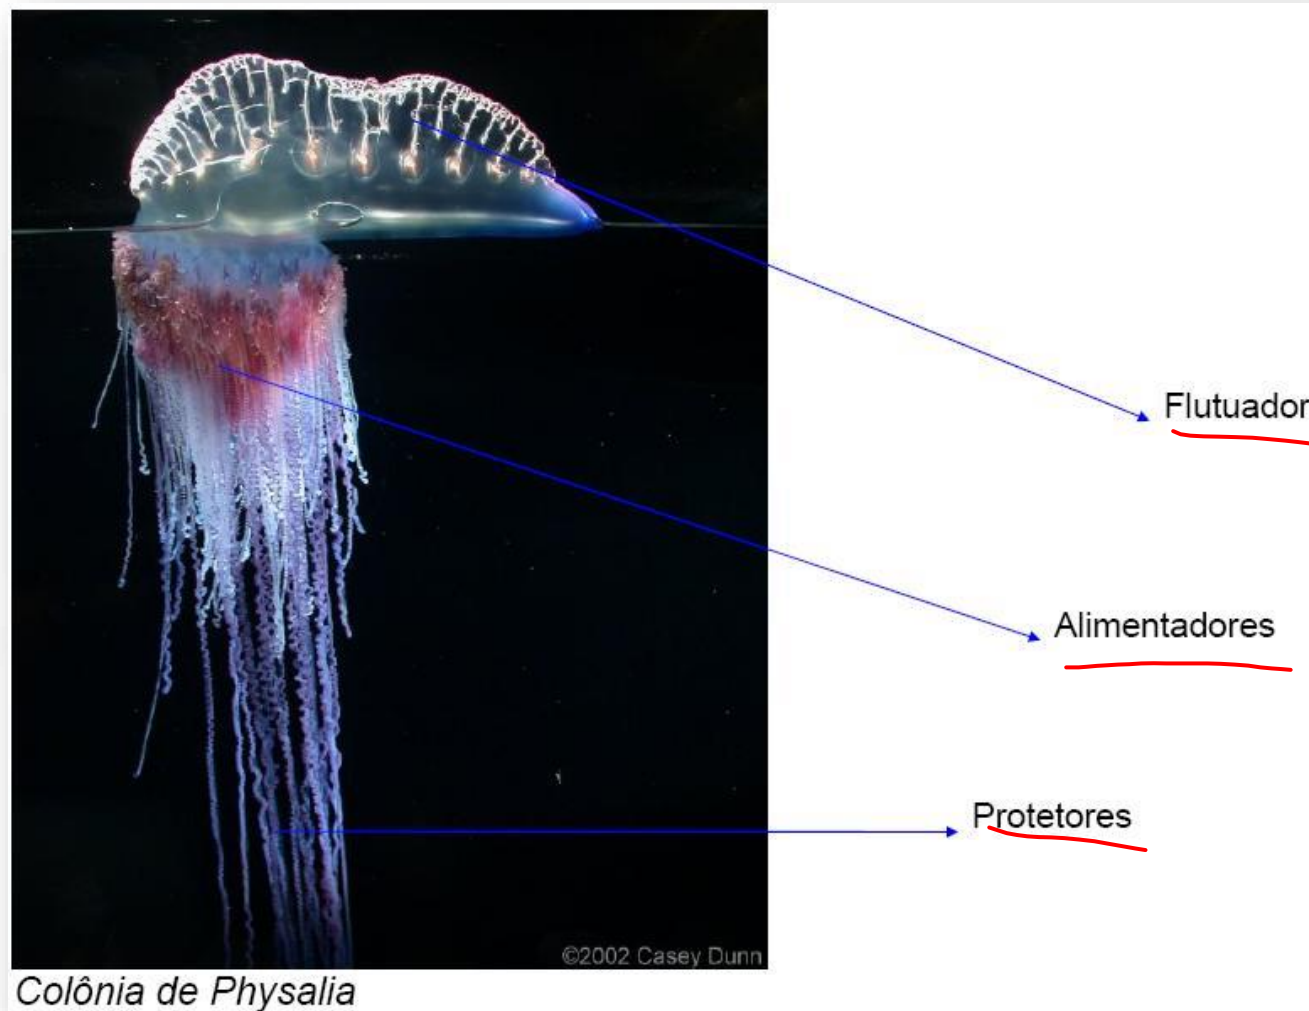 Flutuador
Alimentadores
Protetores
©2002 Casey Dunn
Colônia de Physalia